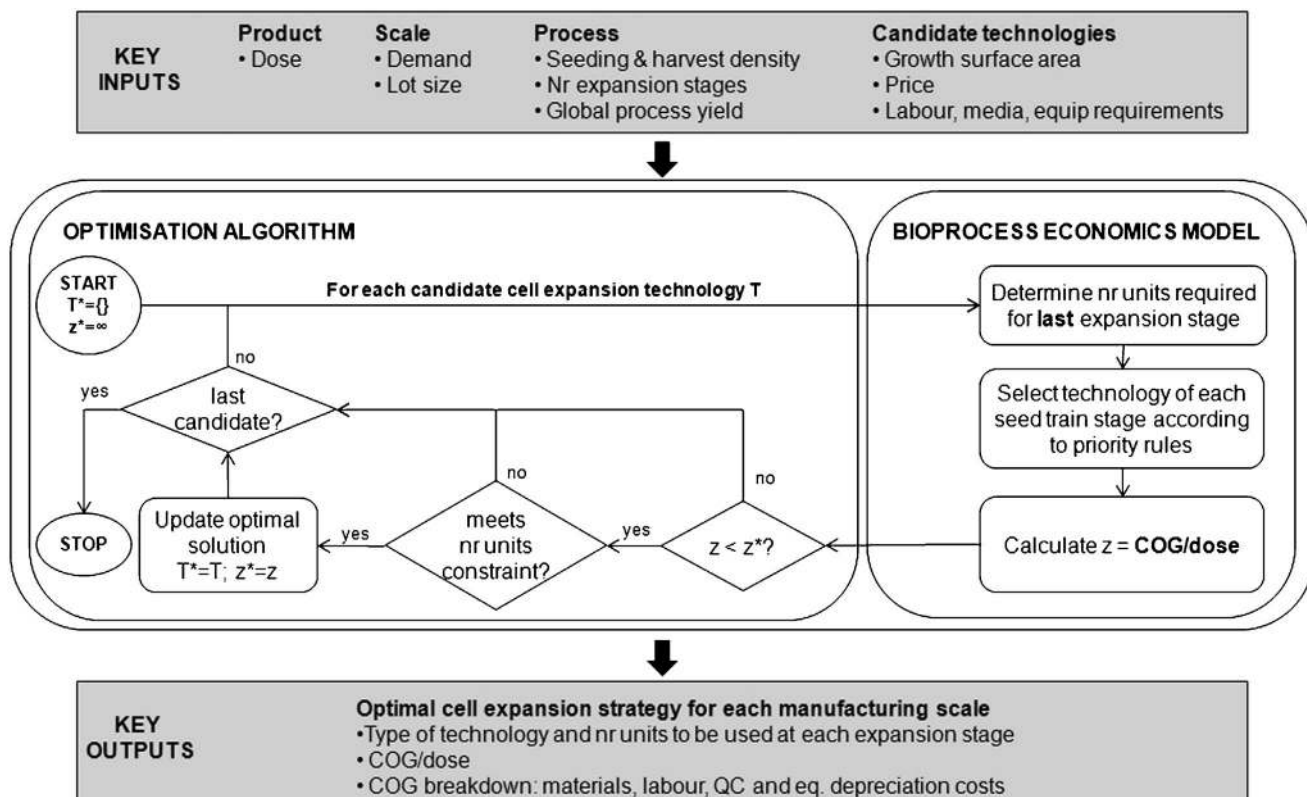 KEY
INPUTS
Product
• Dose
Scale
• Demand
• Lot size
Process
• Seeding & harvest density
• Nr expansion stages
• Global process yield
Candidate technologies
• Growth surface area
• Price
• Labour, media, equip requirements
OPTIMISATION ALGORITHM
START
T*={}
z*=∞
For each candidate cell expansion technology T
no
yes
last
candidate?
STOP
Update optimal
solution
T*=T; z*=z
yes
no
meets
nr units
constraint?
yes
no
z < z*?
BIOPROCESS ECONOMICS MODEL
Determine nr units required
for last expansion stage
Select technology of each
seed train stage according
to priority rules
Calculate z = COG/dose
KEY
OUTPUTS
Optimal cell expansion strategy for each manufacturing scale
•Type of technology and nr units to be used at each expansion stage
•COG/dose
•COG breakdown: materials, labour, QC and eq. depreciation costs